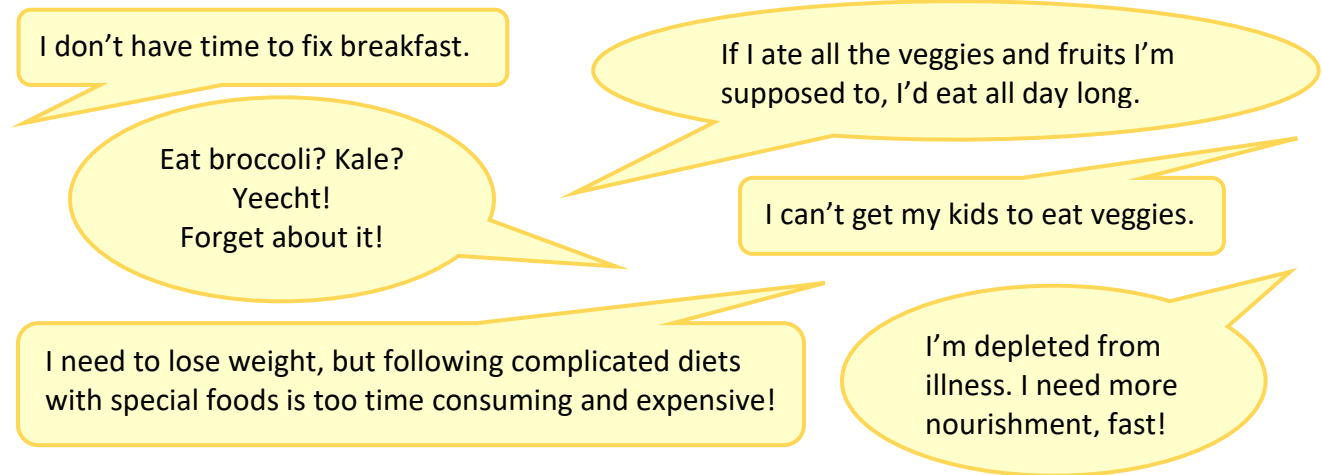 I don’t have time to fix breakfast.
If I ate all the veggies and fruits I’m
supposed to, I’d eat all day long.
Eat broccoli? Kale?
Yeecht!
Forget about it!
I can’t get my kids to eat veggies.
I need to lose weight, but following complicated diets
with special foods is too time consuming and expensive!
I’m depleted from
illness. I need more
nourishment, fast!